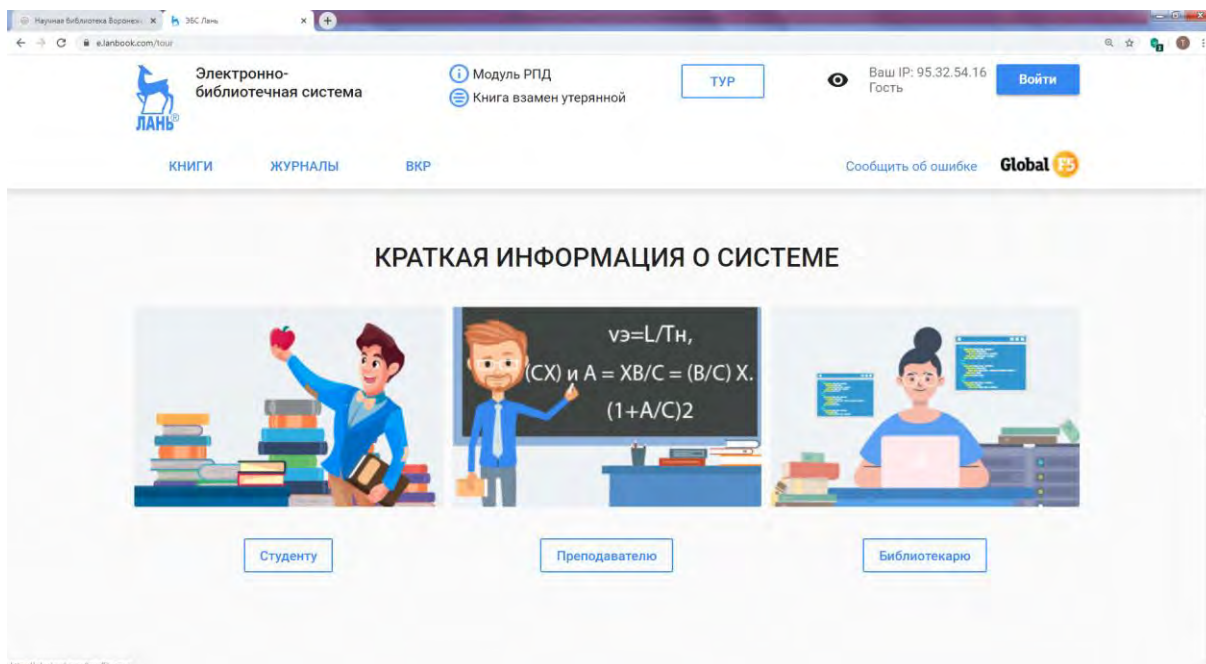 Научная библиотека Воронеж
ЭБС Лань
e.lanbook.com/tour
Электронно-
библиотечная система
ЛАНЬ®
Модуль РПД
Книга взамен утерянной
ТУР
Ваш IP: 95.32.54.16
Гость
Войти
КНИГИ
ЖУРНАЛЫ
ВКР
Сообщить об ошибке
Global F5
КРАТКАЯ ИНФОРМАЦИЯ О СИСТЕМЕ
vэ=L/Tн,
(СХ) и А = ХВ/С = (В/С) Х.
(1+А/С)2
Студенту
Преподавателю
Библиотекарю